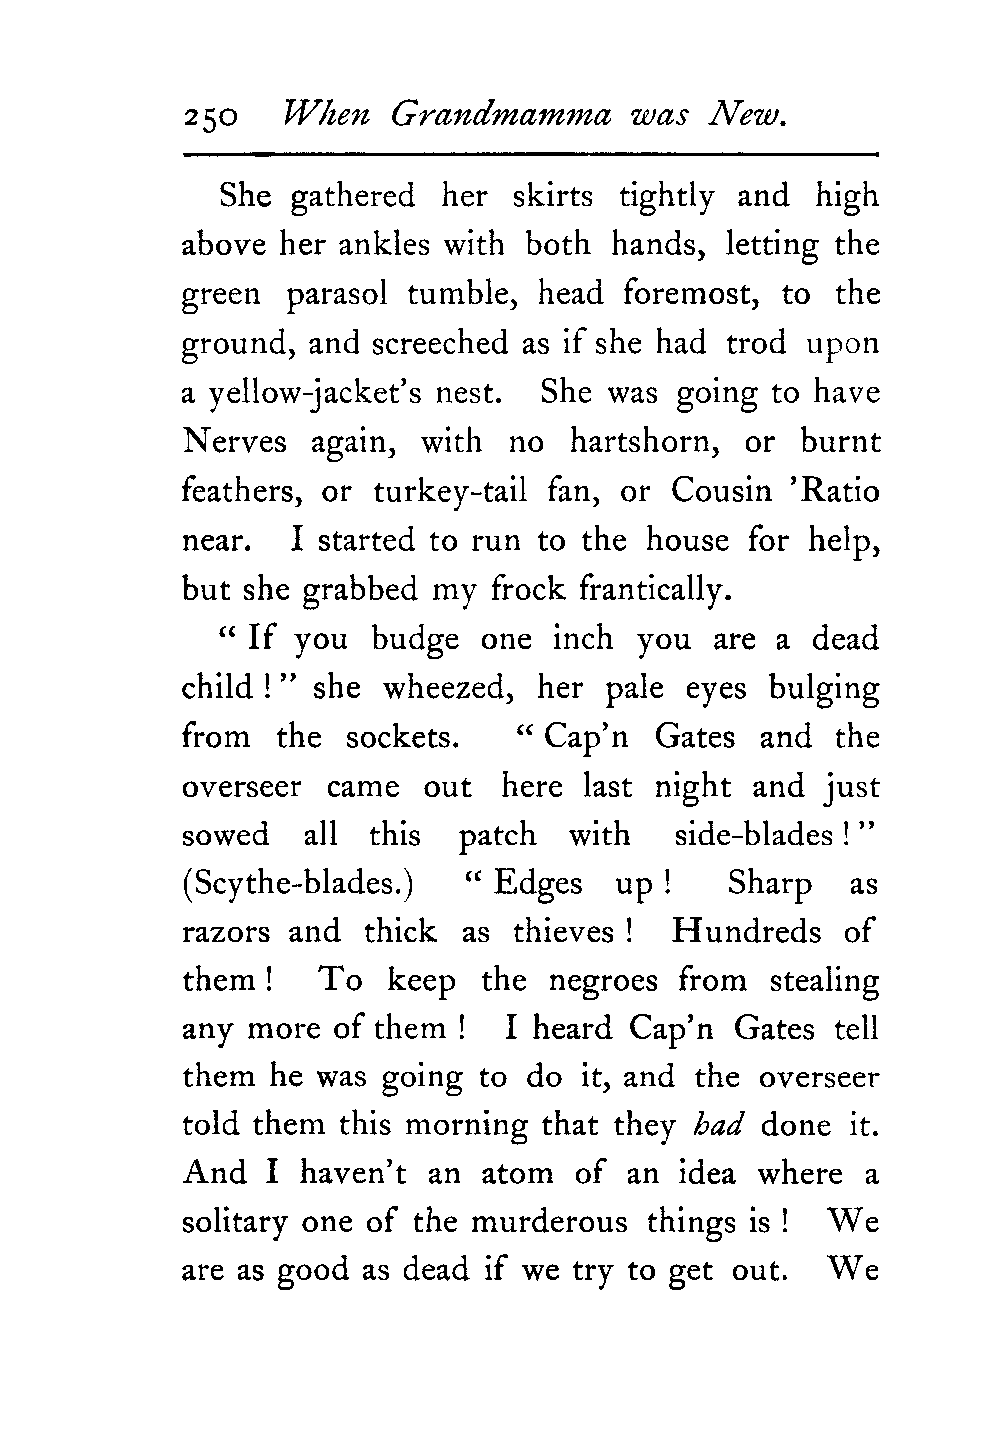 250 When Grandmamma was New.
She gathered her skirts tightly and high
above her ankles with both hands, letting the
green parasol tumble, head foremost, to the
ground, and screeched as if she had trod upon
a yellow-jacket's nest. She was going to have
Nerves again, with no hartshorn, or burnt
feathers, or turkey-tail fan, or Cousin 'Ratio
near. I started to run to the house for help,
but she grabbed my frock frantically.
" If you budge one inch you are a dead
child ! " she wheezed, her pale eyes bulging
from the sockets. " Cap'n Gates and the
overseer came out here last night and just
sowed all this patch with side-blades ! "
(Scythe-blades.) " Edges up ! Sharp as
razors and thick as thieves ! Hundreds of
them ! To keep the negroes from stealing
any more of them ! I heard Cap'n Gates tell
them he was going to do it, and the overseer
told them this morning that they had done it.
And I haven't an atom of an idea where a
solitary one of the murderous things is ! We
are as good as dead if we try to get out. We